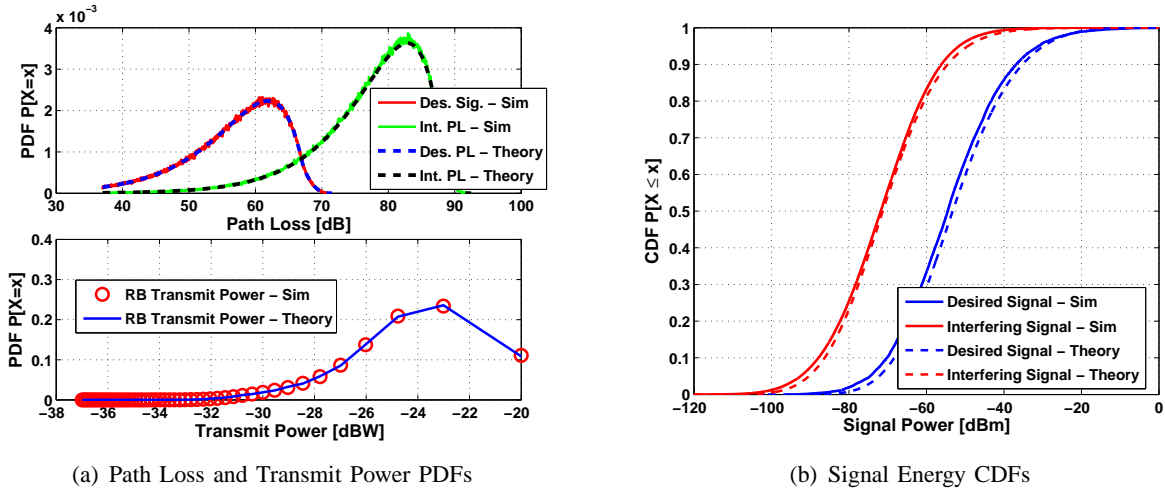 x 10⁻³
4
3
2
1
0
PDF P[X=x]
30 40 50 60 70 80 90 100
Path Loss [dB]
Des. Sig. – Sim
Int. PL – Sim
Des. PL – Theory
Int. PL – Theory
0.4
0.3
0.2
0.1
0
PDF P[X=x]
−38 −36 −34 −32 −30 −28 −26 −24 −22 −20
Transmit Power [dBW]
RB Transmit Power – Sim
RB Transmit Power – Theory
(a) Path Loss and Transmit Power PDFs
1
0.9
0.8
0.7
0.6
0.5
0.4
0.3
0.2
0.1
0
CDF P[X ≤ x]
−120 −100 −80 −60 −40 −20 0
Signal Power [dBm]
Desired Signal – Sim
Interfering Signal – Sim
Desired Signal – Theory
Interfering Signal – Theory
(b) Signal Energy CDFs